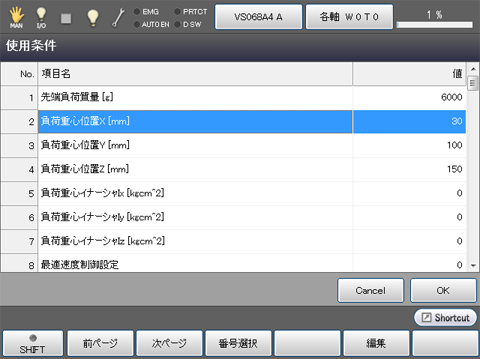 MAN
I/O
EMG
PRTCT
AUTO EN
D SW
VS068A4 A
各軸 W 0 T 0
1 %
使用条件
No. 項目名 値
1 先端負荷質量 [g] 6000
2 負荷重心位置X [mm] 30
3 負荷重心位置Y [mm] 100
4 負荷重心位置Z [mm] 150
5 負荷重心イナーシャIx [kgcm^2] 0
6 負荷重心イナーシャIy [kgcm^2] 0
7 負荷重心イナーシャIz [kgcm^2] 0
8 最適速度制御設定 0
Cancel OK
Shortcut
SHIFT 前ページ 次ページ 番号選択 編集